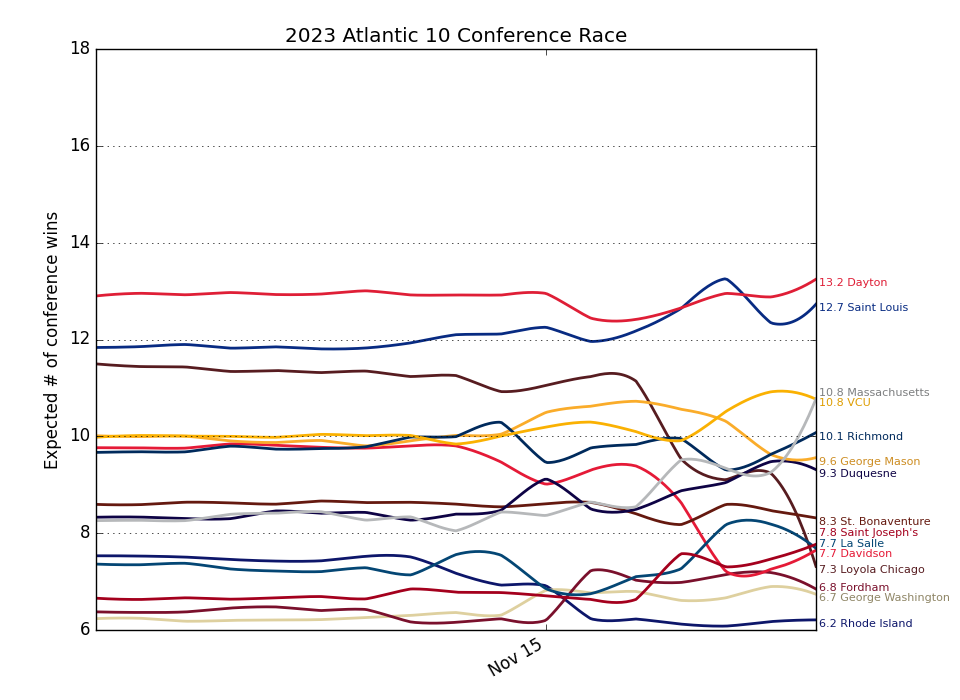 2023 Atlantic 10 Conference Race
Expected # of conference wins
18
16
14
12
10
8
6
Nov 15
13.2 Dayton
12.7 Saint Louis
10.8 Massachusetts
10.8 VCU
10.1 Richmond
9.6 George Mason
9.3 Duquesne
8.3 St. Bonaventure
7.8 Saint Joseph's
7.7 La Salle
7.7 Davidson
7.3 Loyola Chicago
6.8 Fordham
6.7 George Washington
6.2 Rhode Island